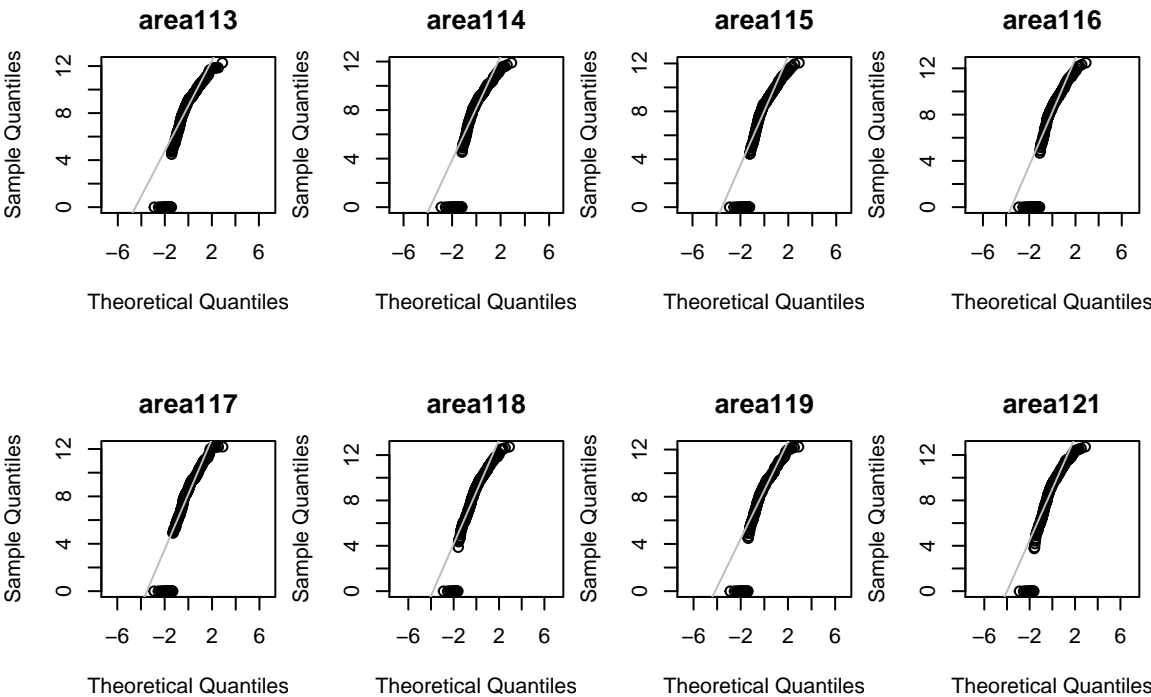 area113 area114 area115 area116
Sample Quantiles Sample Quantiles Sample Quantiles Sample Quantiles
12 12 12 12
8 8 8 8
4 4 4 4
0 0 0 0
−6 −2 2 6 −6 −2 2 6 −6 −2 2 6 −6 −2 2 6
Theoretical Quantiles Theoretical Quantiles Theoretical Quantiles Theoretical Quantiles
area117 area118 area119 area121
Sample Quantiles Sample Quantiles Sample Quantiles Sample Quantiles
12 12 12 12
8 8 8 8
4 4 4 4
0 0 0 0
−6 −2 2 6 −6 −2 2 6 −6 −2 2 6 −6 −2 2 6
Theoretical Quantiles Theoretical Quantiles Theoretical Quantiles Theoretical Quantiles